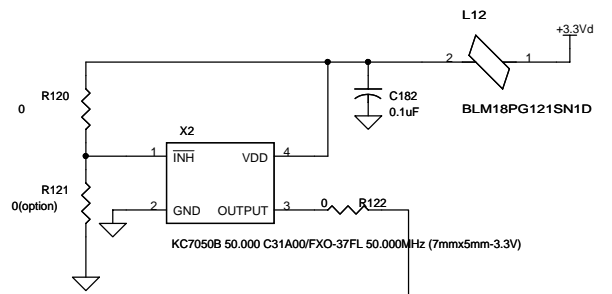 L12
+3.3Vd
2 1
R120
0
C182
0.1uF
BLM18PG121SN1D
X2
1 INH VDD 4
R121
0(option)
2 GND OUTPUT 3
0 R122
KC7050B 50.000 C31A00/FXO-37FL 50.000MHz (7mmx5mm-3.3V)